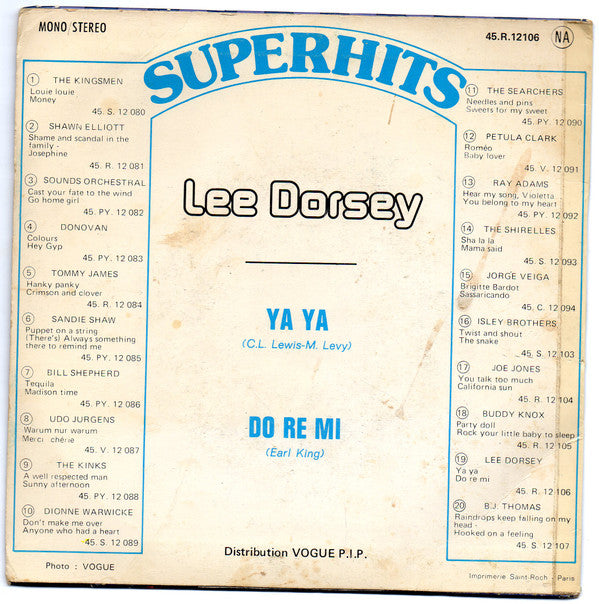 MONO STEREO
45.R.12106 NA
SUPERHITS
1 THE KINGSMEN
Louie louie
Money
45. S. 12 080
2 SHAWN ELLIOTT
Shame and scandal in the
family -
Josephine
45. R. 12 081
3 SOUNDS ORCHESTRAL
Cast your fate to the wind
Go home girl
45. PY. 12 082
4 DONOVAN
Colours
Hey Gyp
45. PY. 12 083
5 TOMMY JAMES
Hanky panky
Crimson and clover
45. R. 12 084
6 SANDIE SHAW
Puppet on a string
(There's) Always something
there to remind me
45. PY. 12 085
7 BILL SHEPHERD
Tequila
Madison time
45. PY. 12 086
8 UDO JURGENS
Warum nur warum
Merci chérie
45. V. 12 087
9 THE KINKS
A well respected man
Sunny afternoon
45. PY. 12 088
10 DIONNE WARWICKE
Don't make me over
Anyone who had a heart
45. S. 12 089
Lee Dorsey
YA YA
(C.L. Lewis-M. Levy)
DO RE MI
(Earl King)
Distribution VOGUE P.I.P.
11 THE SEARCHERS
Needles and pins
Sweets for my sweet
45. PY. 12 090
12 PETULA CLARK
Roméo
Baby lover
45. V. 12 091
13 RAY ADAMS
Hear my song, Violetta
You belong to my heart
45. PY. 12 092
14 THE SHIRELLES
Sha la la
Mama said
45. S. 12 093
15 JORGE VEIGA
Brigitte Bardot
Sassaricando
45. C. 12 094
16 ISLEY BROTHERS
Twist and shout
The snake
45. S. 12 103
17 JOE JONES
You talk too much
California sun
45. R. 12 104
18 BUDDY KNOX
Party doll
Rock your little baby to sleep
45. R. 12 105
19 LEE DORSEY
Ya ya
Do re mi
45. R. 12 106
20 B.J. THOMAS
Raindrops keep falling on my
head -
Hooked on a feeling
45. S. 12 107
Photo : VOGUE
Imprimerie Saint-Roch - Paris